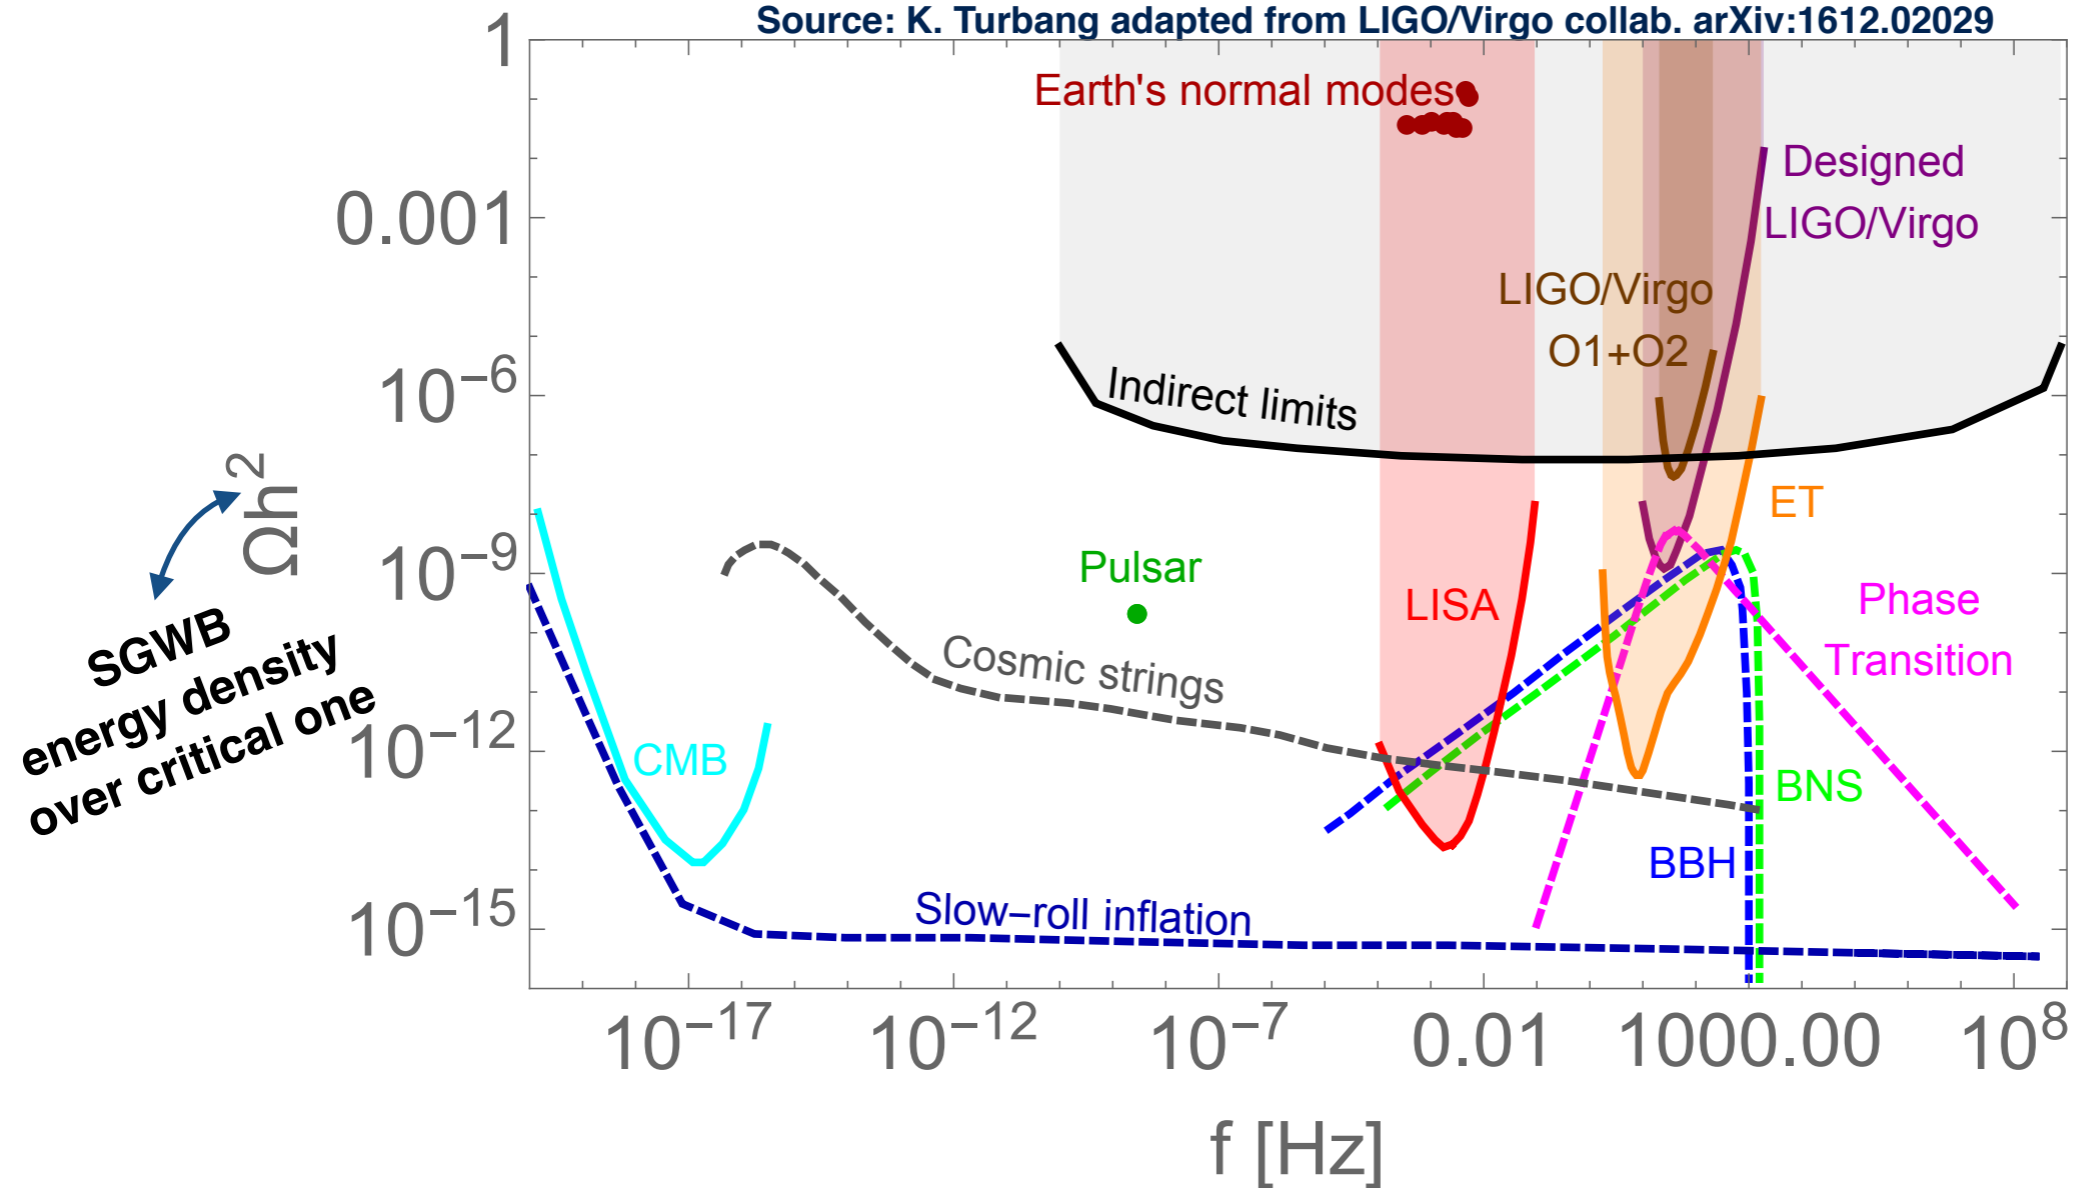 Source: K. Turbang adapted from LIGO/Virgo collab. arXiv:1612.02029
1
Earth's normal modes
Designed
LIGO/Virgo
0.001
LIGO/Virgo
O1+O2
10⁻⁶
Indirect limits
Ωh²
ET
10⁻⁹
Pulsar
LISA
Phase
Transition
SGWB
energy density
over critical one
Cosmic strings
10⁻¹²
CMB
BNS
BBH
10⁻¹⁵
Slow–roll inflation
10⁻¹⁷ 10⁻¹² 10⁻⁷ 0.01 1000.00 10⁸
f [Hz]